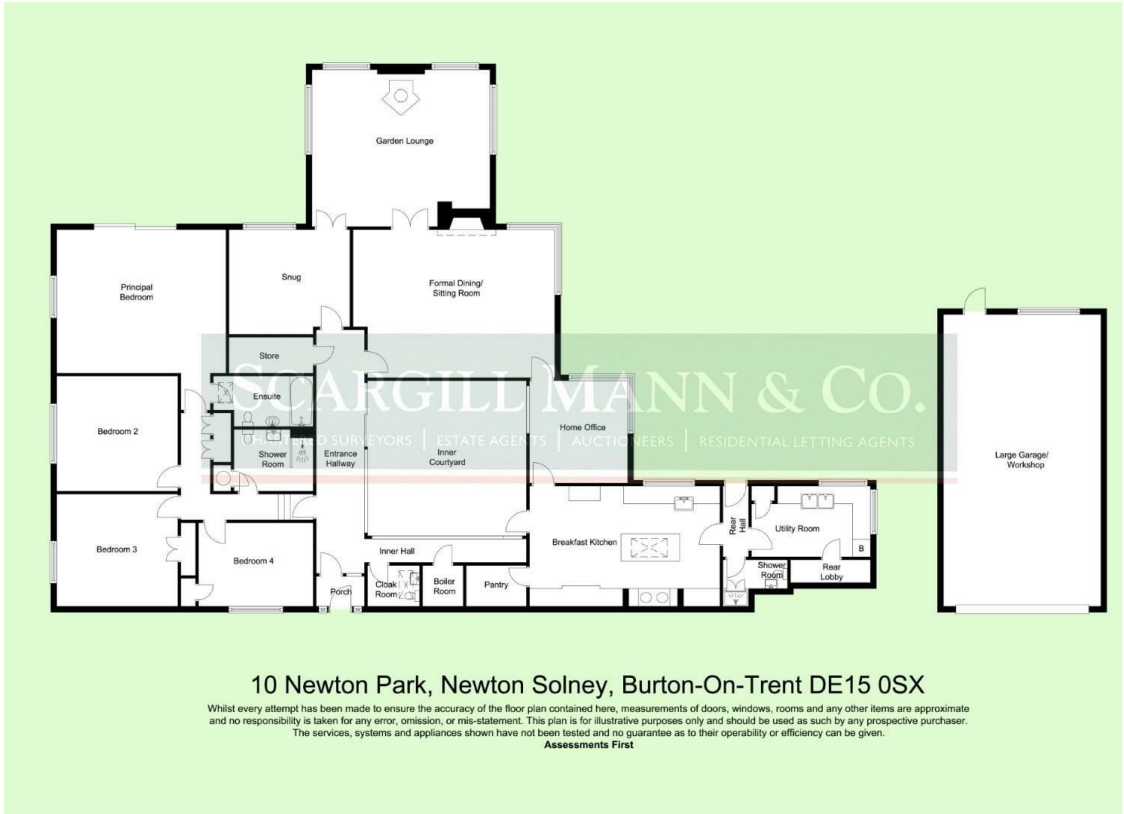 Garden Lounge
Principal
Bedroom
Snug
Formal Dining/
Sitting Room
Store
SCARGILL MANN & CO.
CHARTERED SURVEYORS | ESTATE AGENTS | AUCTIONEERS | RESIDENTIAL LETTING AGENTS
Ensuite
Bedroom 2
Shower
Room
Entrance
Hallway
Inner
Courtyard
Home Office
Large Garage/
Workshop
Bedroom 3
Bedroom 4
Inner Hall
Breakfast Kitchen
Rear
Hall
Utility Room
B
Porch
Cloak
Room
Boiler
Room
Pantry
Shower
Room
Rear
Lobby
10 Newton Park, Newton Solney, Burton-On-Trent DE15 0SX
Whilst every attempt has been made to ensure the accuracy of the floor plan contained here, measurements of doors, windows, rooms and any other items are approximate
and no responsibility is taken for any error, omission, or mis-statement. This plan is for illustrative purposes only and should be used as such by any prospective purchaser.
The services, systems and appliances shown have not been tested and no guarantee as to their operability or efficiency can be given.
Assessments First